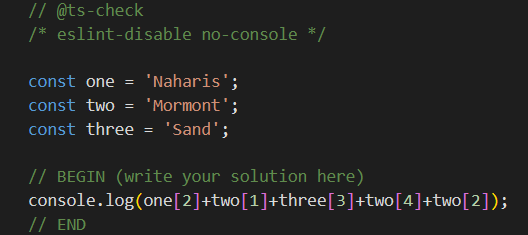 // @ts-check
/* eslint-disable no-console */
const one = 'Naharis';
const two = 'Mormont';
const three = 'Sand';
// BEGIN (write your solution here)
console.log(one[2]+two[1]+three[3]+two[4]+two[2]);
// END